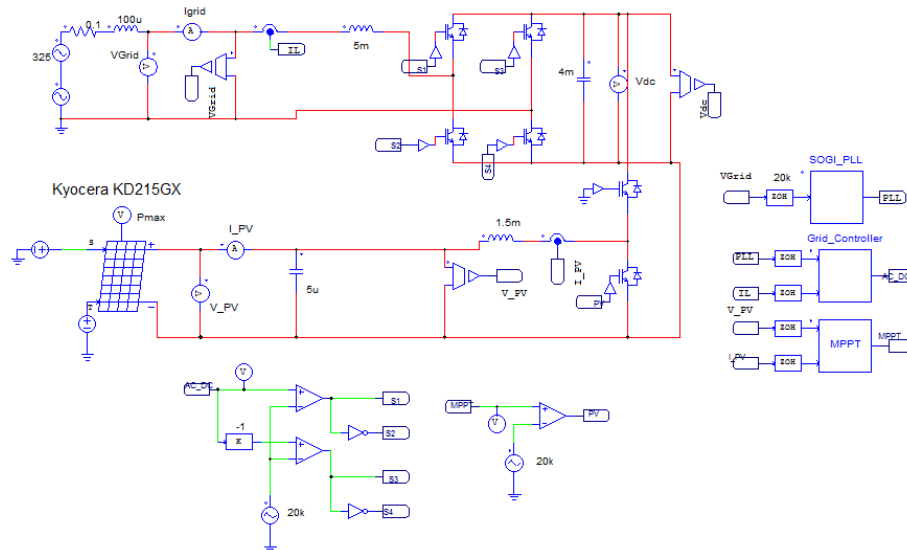 0.1
100u
Igrid
A
325
VGrid
V
VGrid
IL
5m
S1
S3
4m
V
Vdc
Vdc
S2
S4
SOGI_PLL
VGrid
20k
ZOH
PLL
Kyocera KD215GX
V
Pmax
I_PV
A
S
+
T
-
V
V_PV
5u
1.5m
V_PV
I_PV
PV
Grid_Controller
PLL
ZOH
AC_DC
IL
ZOH
V_PV
ZOH
MPPT
MPPT
I_PV
ZOH
AC_DC
V
S1
S2
-1
K
S3
S4
20k
MPPT
V
PV
20k